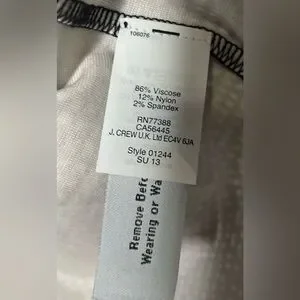 106076
86% Viscose
12% Nylon
2% Spandex
RN77388
CA56445
J. CREW U.K. Ltd EC4V 6JA
Style 01244
SU 13
Remove Before
Wearing or Wa